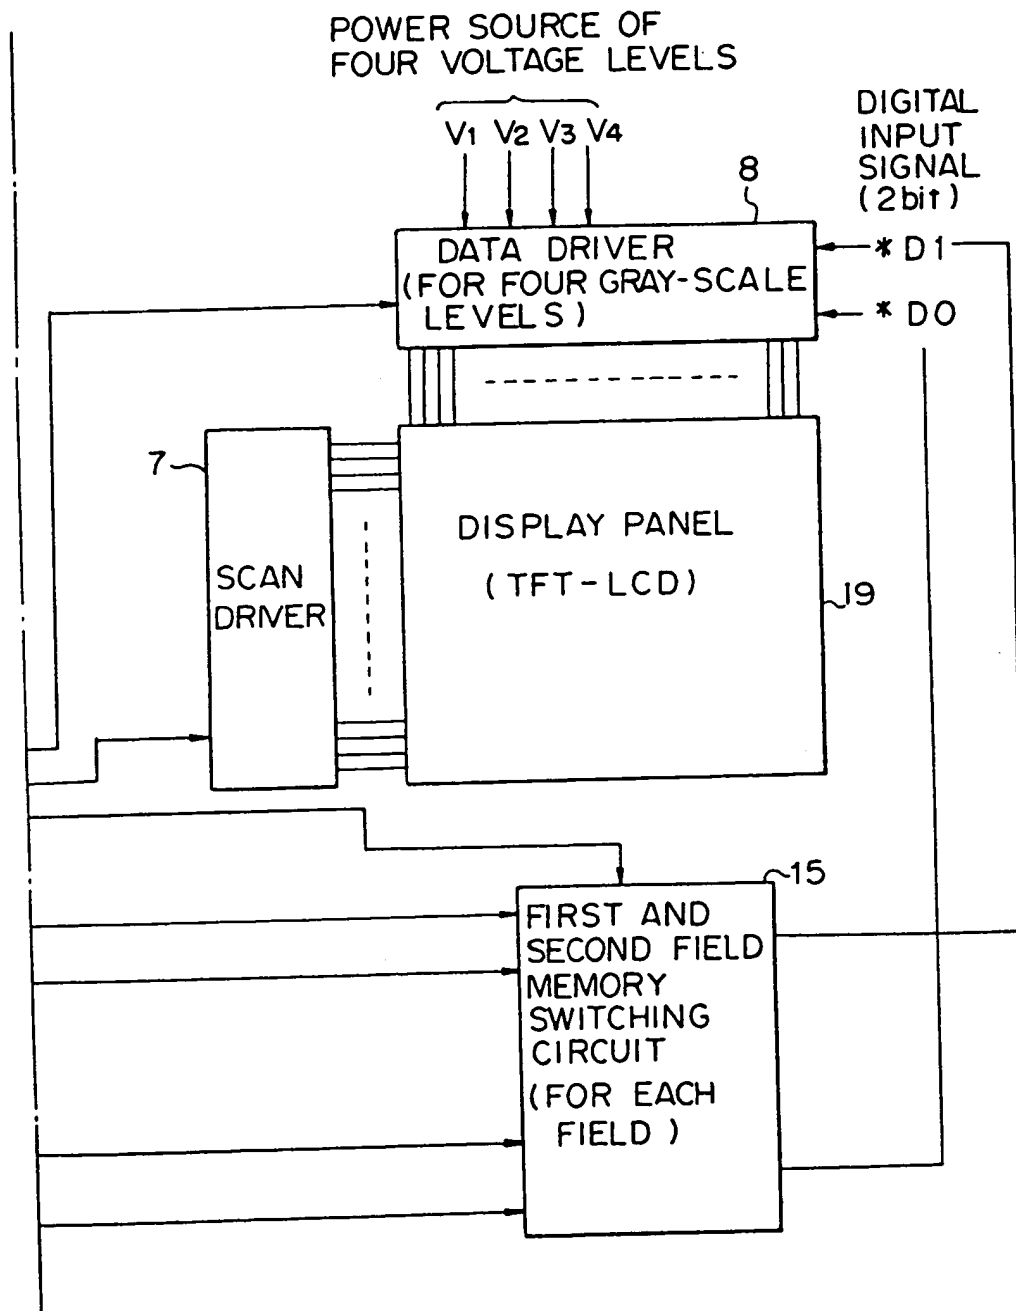 POWER SOURCE OF
FOUR VOLTAGE LEVELS
V1 V2 V3 V4
DIGITAL
INPUT
SIGNAL
(2bit)
8
DATA DRIVER
(FOR FOUR GRAY-SCALE
LEVELS)
* D1
* D0
7
SCAN
DRIVER
DISPLAY PANEL
(TFT-LCD)
19
15
FIRST AND
SECOND FIELD
MEMORY
SWITCHING
CIRCUIT
(FOR EACH
FIELD)